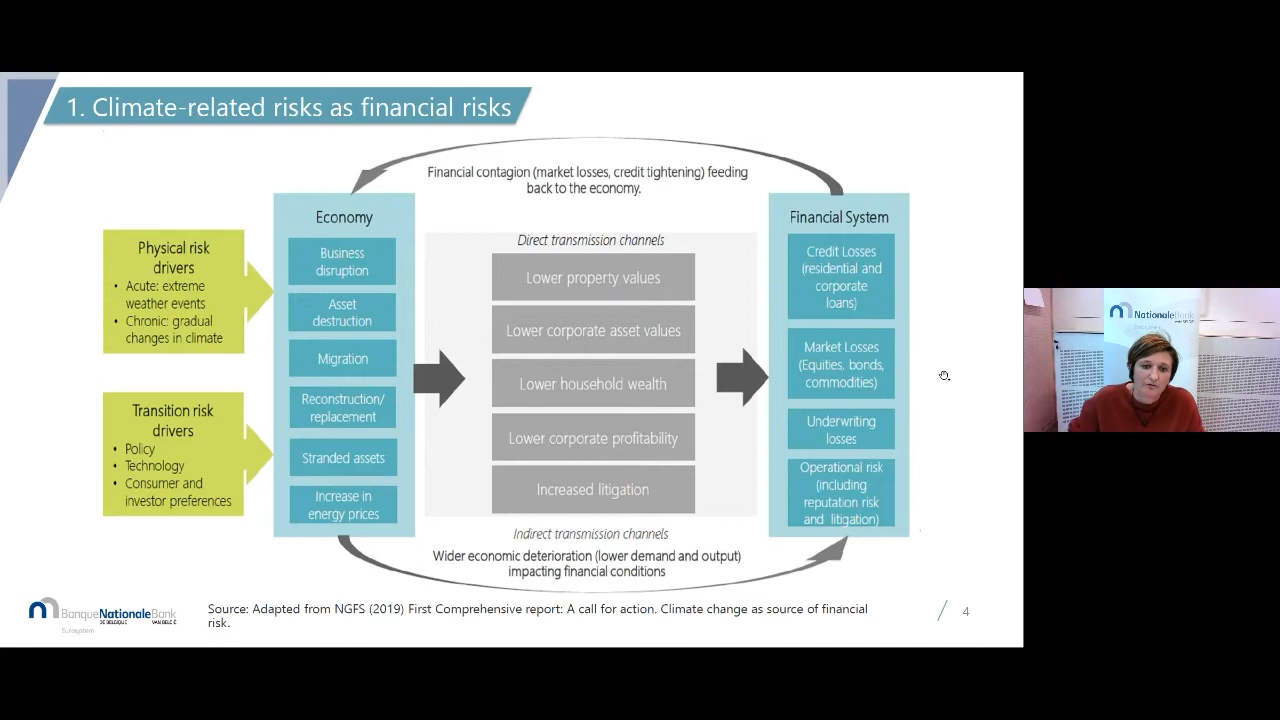 1. Climate-related risks as financial risks
Financial contagion (market losses, credit tightening) feeding
back to the economy.
Physical risk
drivers
• Acute: extreme
weather events
• Chronic: gradual
changes in climate
Transition risk
drivers
• Policy
• Technology
• Consumer and
investor preferences
Economy
Business
disruption
Asset
destruction
Migration
Reconstruction/
replacement
Stranded assets
Increase in
energy prices
Direct transmission channels
Lower property values
Lower corporate asset values
Lower household wealth
Lower corporate profitability
Increased litigation
Indirect transmission channels
Wider economic deterioration (lower demand and output)
impacting financial conditions
Financial System
Credit Losses
(residential and
corporate
loans)
Market Losses
(Equities, bonds,
commodities)
Underwriting
losses
Operational risk
(including
reputation risk
and litigation)
BanqueNationaleBank
DE BELGIQUE VAN BELGIË
Eurosystem
Source: Adapted from NGFS (2019) First Comprehensive report: A call for action. Climate change as source of financial
risk.
4
NationaleBank